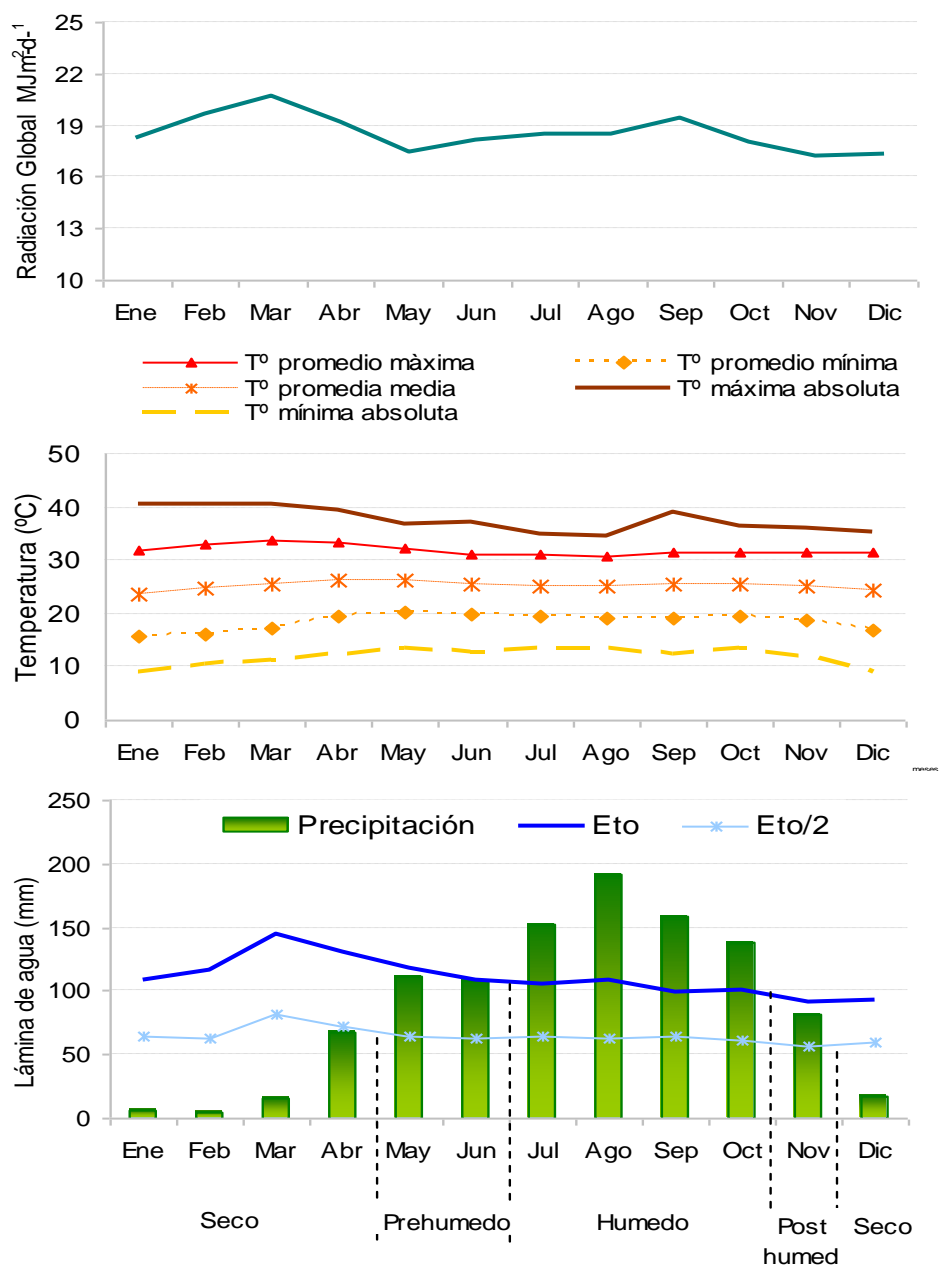 Radiación Global MJm²d-¹
25
22
19
16
13
10
Ene Feb Mar Abr May Jun Jul Ago Sep Oct Nov Dic
Tº promedio màxima
Tº promedio mínima
Tº promedia media
Tº máxima absoluta
Tº mínima absoluta
Temperatura (ºC)
50
40
30
20
10
0
Ene Feb Mar Abr May Jun Jul Ago Sep Oct Nov Dic
meses
Lámina de agua (mm)
250
200
150
100
50
0
Precipitación Eto Eto/2
Ene Feb Mar Abr May Jun Jul Ago Sep Oct Nov Dic
Seco Prehumedo Humedo Post humed Seco